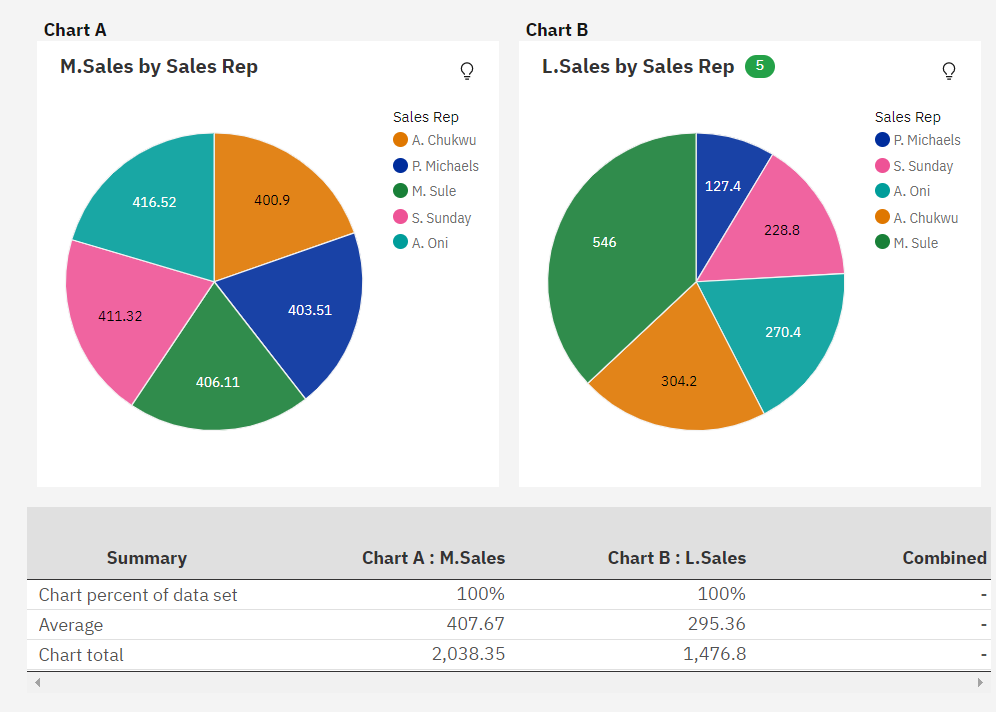 Chart A
M.Sales by Sales Rep
Sales Rep
A. Chukwu
P. Michaels
M. Sule
S. Sunday
A. Oni
416.52
400.9
403.51
411.32
406.11
Chart B
L.Sales by Sales Rep 5
Sales Rep
P. Michaels
S. Sunday
A. Oni
A. Chukwu
M. Sule
127.4
228.8
546
270.4
304.2
Summary Chart A : M.Sales Chart B : L.Sales Combined
Chart percent of data set 100% 100% -
Average 407.67 295.36 -
Chart total 2,038.35 1,476.8 -